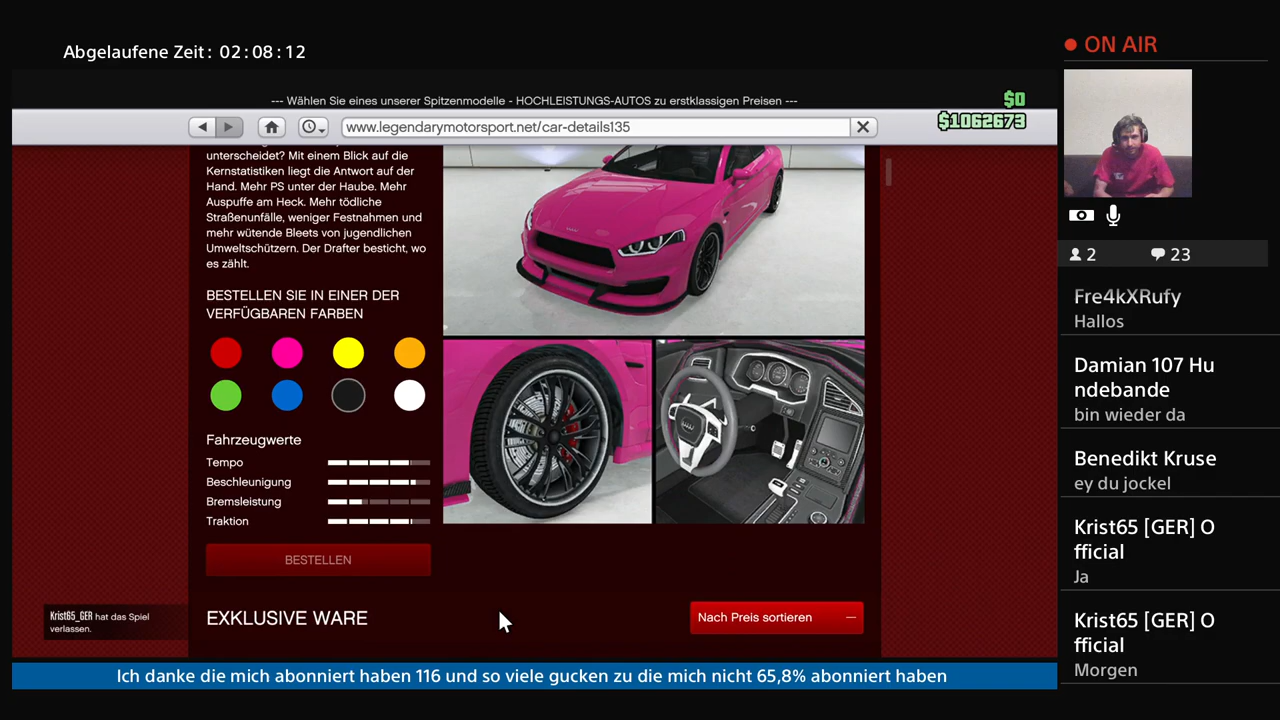 Abgelaufene Zeit: 02:08:12
ON AIR
--- Wählen Sie eines unserer Spitzenmodelle - HOCHLEISTUNGS-AUTOS zu erstklassigen Preisen ---
$0
$1062673
www.legendarymotorsport.net/car-details135
unterscheidet? Mit einem Blick auf die
Kernstatistiken liegt die Antwort auf der
Hand. Mehr PS unter der Haube. Mehr
Auspuffe am Heck. Mehr tödliche
Straßenunfälle, weniger Festnahmen und
mehr wütende Bleets von jugendlichen
Umweltschützern. Der Drafter besticht, wo
es zählt.
BESTELLEN SIE IN EINER DER
VERFÜGBAREN FARBEN
Fahrzeugwerte
Tempo
Beschleunigung
Bremsleistung
Traktion
BESTELLEN
EXKLUSIVE WARE
Nach Preis sortieren
Krist65_GER hat das Spiel
verlassen.
2
23
Fre4kXRufy
Hallos
Damian 107 Hu
ndebande
bin wieder da
Benedikt Kruse
ey du jockel
Krist65 [GER] O
fficial
Ja
Krist65 [GER] O
fficial
Morgen
Ich danke die mich abonniert haben 116 und so viele gucken zu die mich nicht 65,8% abonniert haben